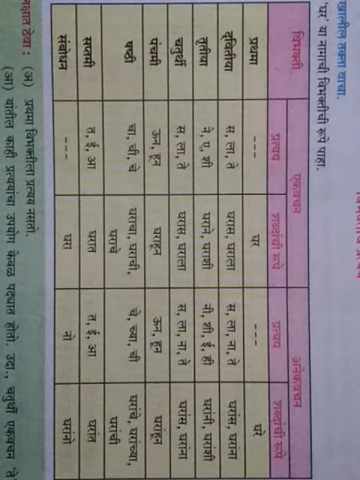 खालील तक्ता वाचा.
'घर' या नामाची विभक्तीची रूपे पाहा.
विभक्ती एकवचन अनेकवचन
प्रत्यय शब्दांची रूपे प्रत्यय शब्दांची रूपे
प्रथमा --- घर --- घरे
द्वितीया स, ला, ते घरास, घराला स, ला, ना, ते घरांस, घरांना
तृतीया ने, ए, शी घराने, घराशी नी, शी, ई, ही घरांनी, घरांशी
चतुर्थी स, ला, ते घरास, घराला स, ला, ना, ते घरांस, घरांना
पंचमी ऊन, हून घराहून ऊन, हून घरांहून
षष्ठी चा, ची, चे घराचा, घराची, घराचे चे, च्या, ची घरांचे, घरांच्या, घरांची
सप्तमी त, ई, आ घरात त, ई, आ घरांत
संबोधन --- घरा नो घरांनो
लक्षात ठेवा : (अ) प्रथमा विभक्तीला प्रत्यय नसतो.
(आ) यांतील काही प्रत्ययांचा उपयोग केवळ पद्यात होतो. उदा., चतुर्थी एकवचन 'ते'